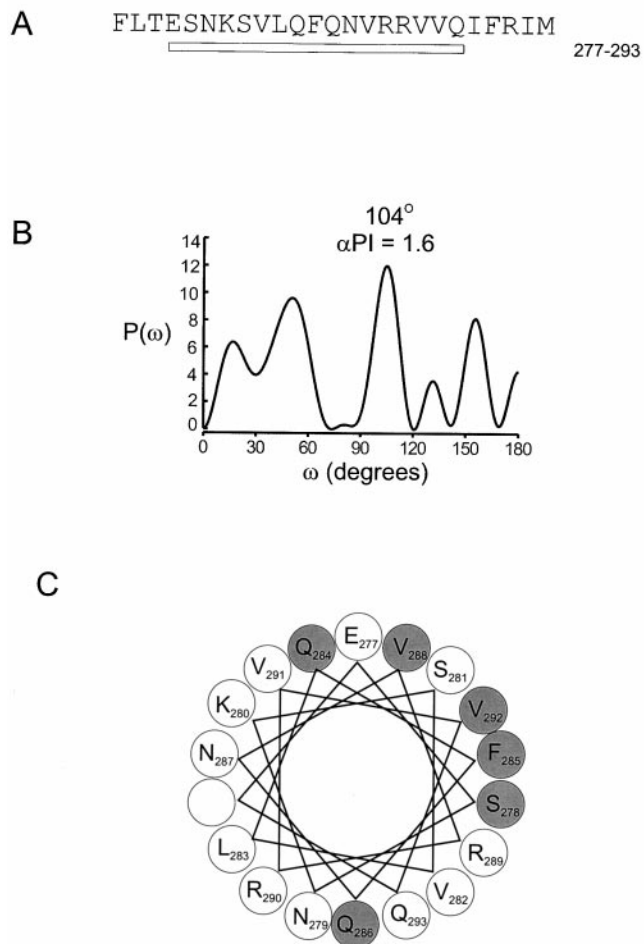 A
FLTESNKSVLQFQNVRRVVQIFRIM
277-293
B
104°
αPI = 1.6
P(ω)
14
12
10
8
6
4
2
0
0 30 60 90 120 150 180
ω (degrees)
C
E277
Q284
V288
V291
S281
K280
V292
N287
F285
S278
L283
R289
R290
V282
N279
Q286
Q293